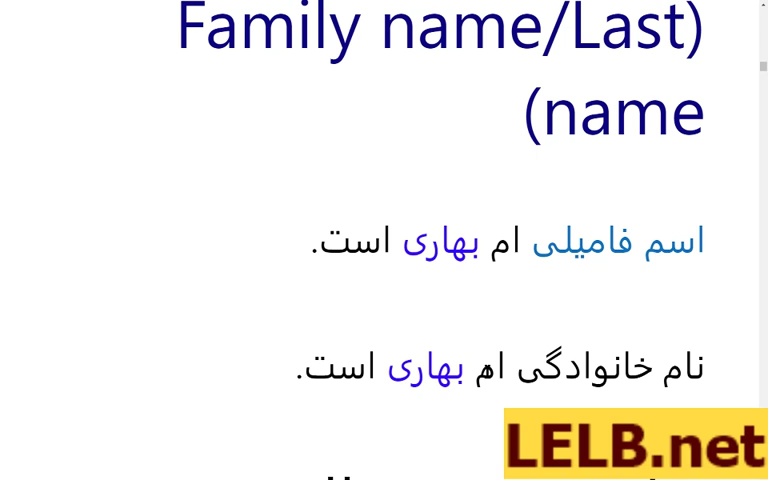 Family name/Last)
(name
اسم فامیلی ام بهاری است.
نام خانوادگی ام بهاری است.
LELB.net